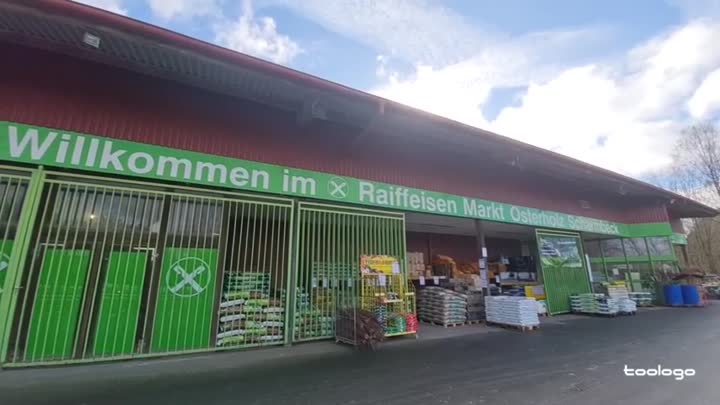 Willkommen im Raiffeisen Markt Osterholz Scharmbeck
toologo